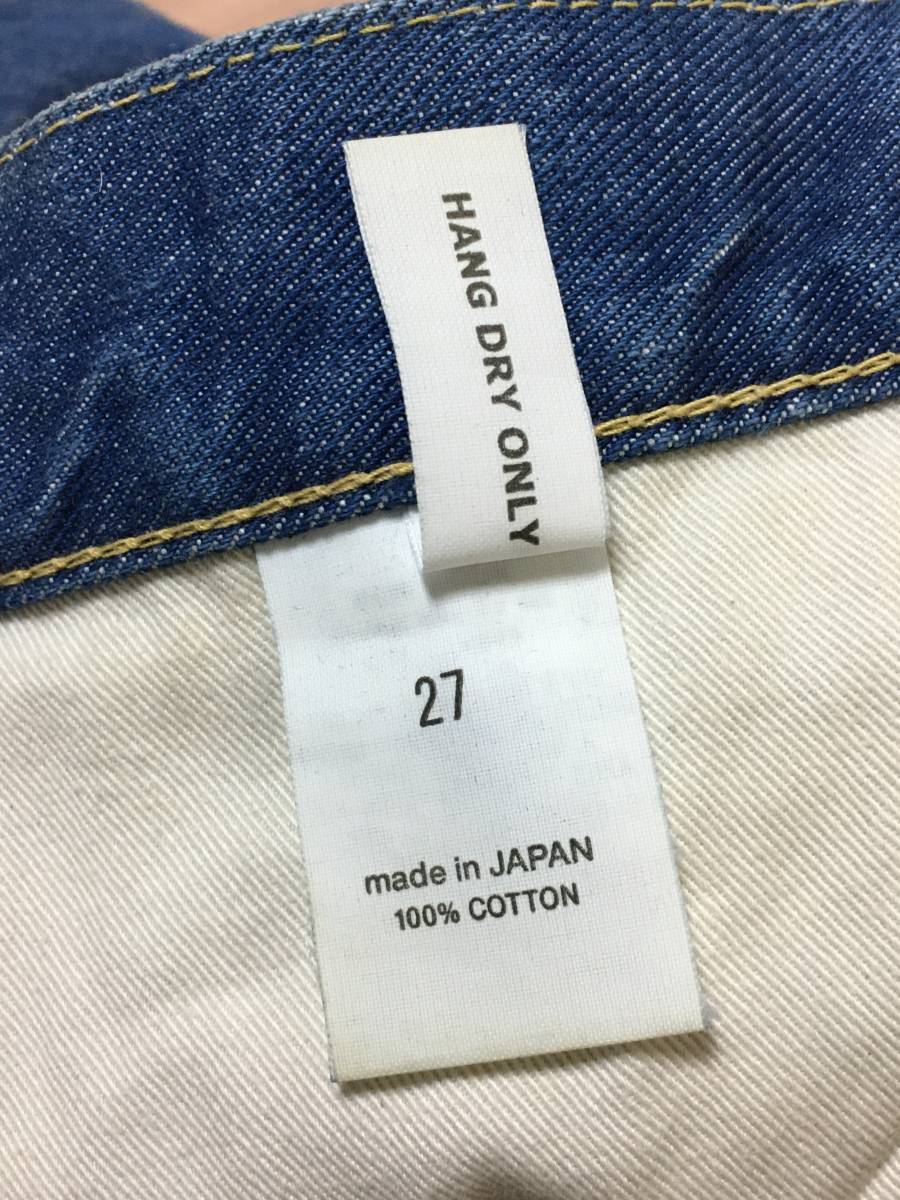 HANG DRY ONLY
27
made in JAPAN
100% COTTON